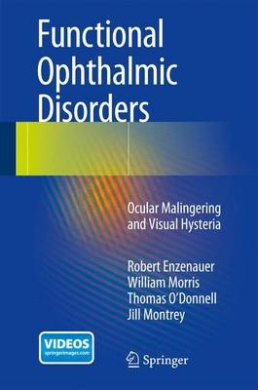 Functional
Ophthalmic
Disorders
Ocular Malingering
and Visual Hysteria
Robert Enzenauer
William Morris
Thomas O'Donnell
Jill Montrey
VIDEOS
springerimages.com
Springer